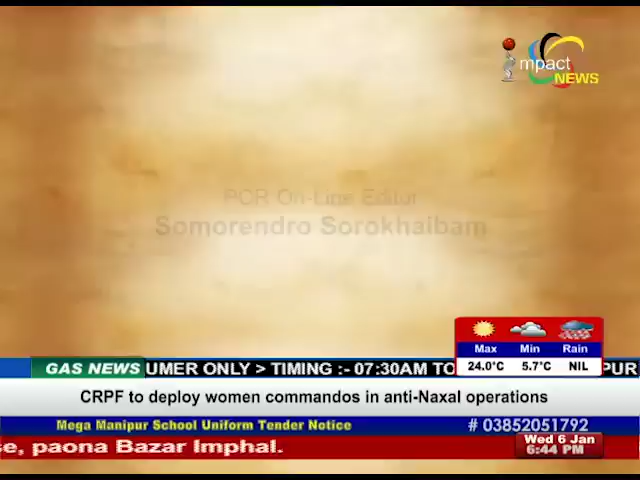 mpact
NEWS
PCR On-Line Editor
Somorendro Sorokhaibam
Max Min Rain
24.0°C 5.7°C NIL
GAS NEWS UMER ONLY > TIMING :- 07:30AM TO PUR
CRPF to deploy women commandos in anti-Naxal operations
Mega Manipur School Uniform Tender Notice # 03852051792
se, paona Bazar Imphal. Wed 6 Jan
6:44 PM